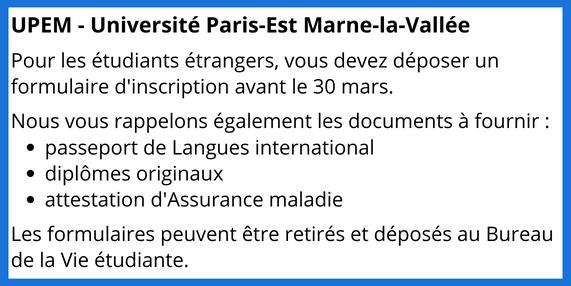 UPEM - Université Paris-Est Marne-la-Vallée
Pour les étudiants étrangers, vous devez déposer un
formulaire d'inscription avant le 30 mars.
Nous vous rappelons également les documents à fournir :
• passeport de Langues international
• diplômes originaux
• attestation d'Assurance maladie
Les formulaires peuvent être retirés et déposés au Bureau
de la Vie étudiante.